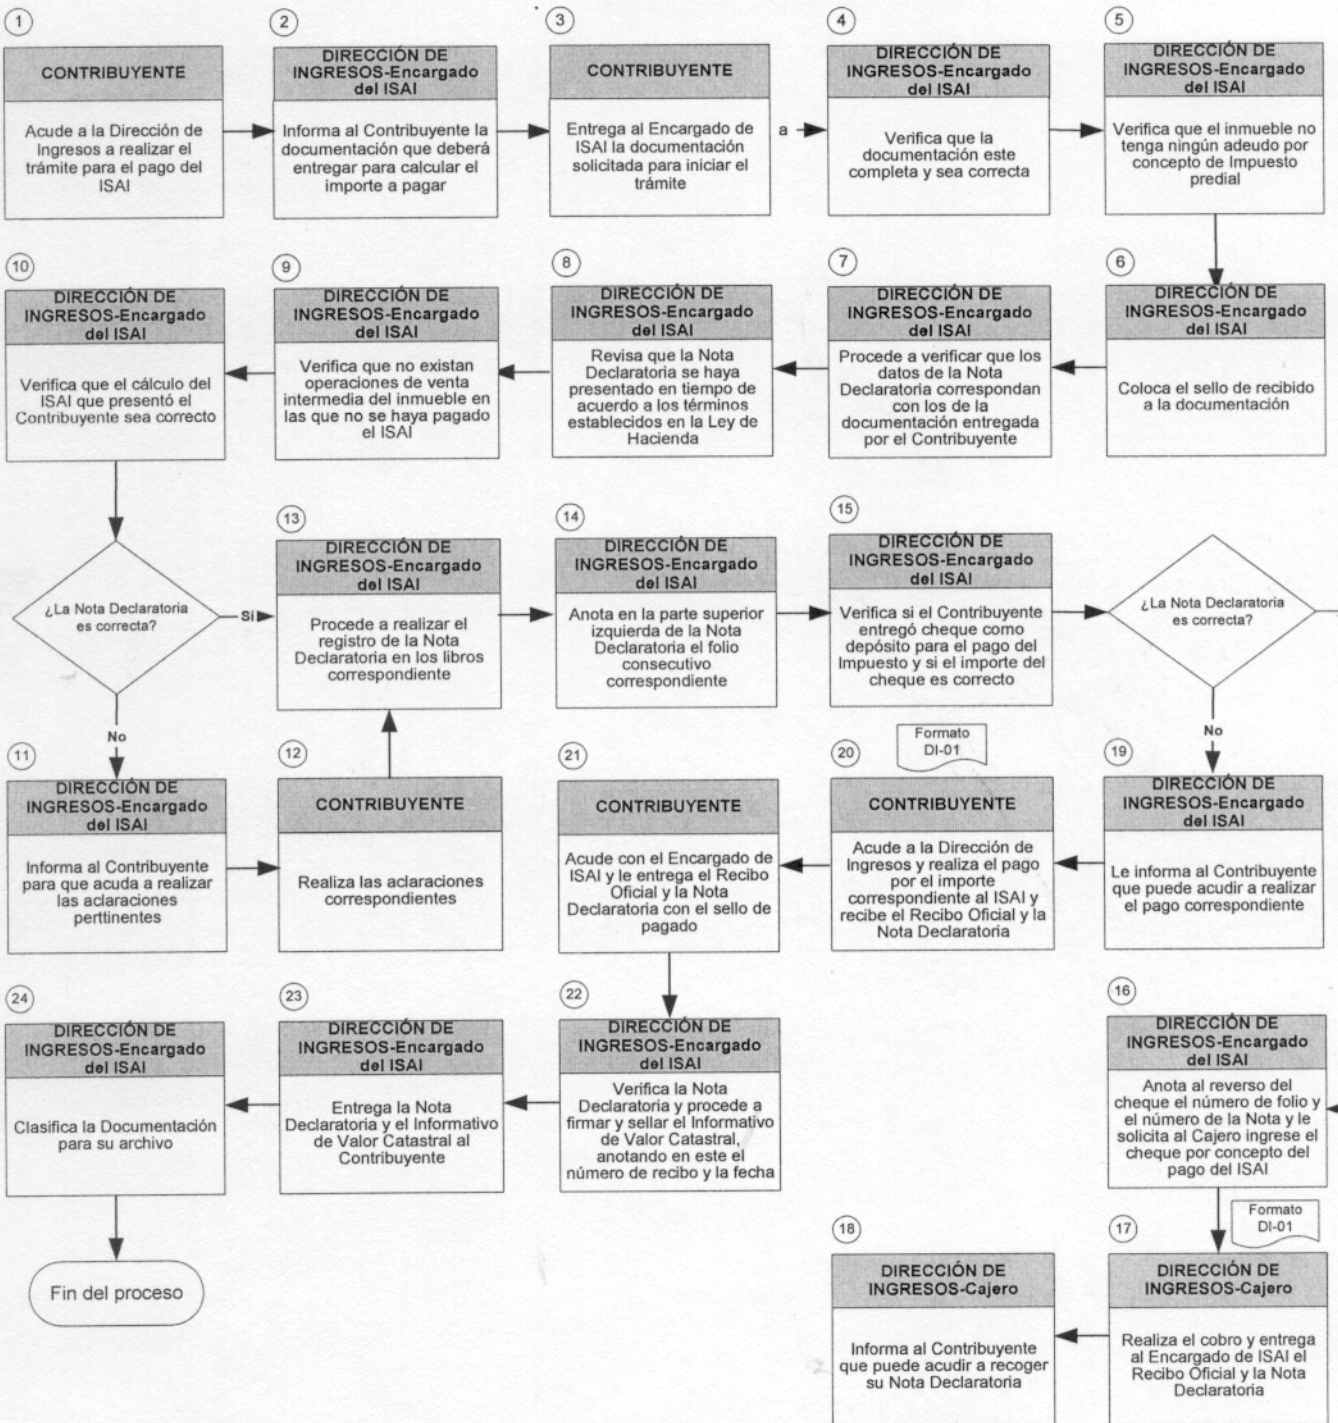 1
CONTRIBUYENTE
Acude a la Dirección de
Ingresos a realizar el
trámite para el pago del
ISAI
2
DIRECCIÓN DE
INGRESOS-Encargado
del ISAI
Informa al Contribuyente la
documentación que deberá
entregar para calcular el
importe a pagar
3
CONTRIBUYENTE
Entrega al Encargado de
ISAI la documentación
solicitada para iniciar el
trámite
a
4
DIRECCIÓN DE
INGRESOS-Encargado
del ISAI
Verifica que la
documentación este
completa y sea correcta
5
DIRECCIÓN DE
INGRESOS-Encargado
del ISAI
Verifica que el inmueble no
tenga ningún adeudo por
concepto de Impuesto
predial
6
DIRECCIÓN DE
INGRESOS-Encargado
del ISAI
Coloca el sello de recibido
a la documentación
7
DIRECCIÓN DE
INGRESOS-Encargado
del ISAI
Procede a verificar que los
datos de la Nota
Declaratoria correspondan
con los de la
documentación entregada
por el Contribuyente
8
DIRECCIÓN DE
INGRESOS-Encargado
del ISAI
Revisa que la Nota
Declaratoria se haya
presentado en tiempo de
acuerdo a los términos
establecidos en la Ley de
Hacienda
9
DIRECCIÓN DE
INGRESOS-Encargado
del ISAI
Verifica que no existan
operaciones de venta
intermedia del inmueble en
las que no se haya pagado
el ISAI
10
DIRECCIÓN DE
INGRESOS-Encargado
del ISAI
Verifica que el cálculo del
ISAI que presentó el
Contribuyente sea correcto
¿La Nota Declaratoria
es correcta?
Si
No
11
DIRECCIÓN DE
INGRESOS-Encargado
del ISAI
Informa al Contribuyente
para que acuda a realizar
las aclaraciones
perttinentes
12
CONTRIBUYENTE
Realiza las aclaraciones
correspondientes
13
DIRECCIÓN DE
INGRESOS-Encargado
del ISAI
Procede a realizar el
registro de la Nota
Declaratoria en los libros
correspondiente
14
DIRECCIÓN DE
INGRESOS-Encargado
del ISAI
Anota en la parte superior
izquierda de la Nota
Declaratoria el folio
consecutivo
correspondiente
15
DIRECCIÓN DE
INGRESOS-Encargado
del ISAI
Verifica si el Contribuyente
entregó cheque como
depósito para el pago del
Impuesto y si el importe del
cheque es correcto
¿La Nota Declaratoria
es correcta?
No
16
DIRECCIÓN DE
INGRESOS-Encargado
del ISAI
Anota al reverso del
cheque el número de folio y
el número de la Nota y le
solicita al Cajero ingrese el
cheque por concepto del
pago del ISAI
Formato
DI-01
17
DIRECCIÓN DE
INGRESOS-Cajero
Realiza el cobro y entrega
al Encargado de ISAI el
Recibo Oficial y la Nota
Declaratoria
18
DIRECCIÓN DE
INGRESOS-Cajero
Informa al Contribuyente
que puede acudir a recoger
su Nota Declaratoria
19
DIRECCIÓN DE
INGRESOS-Encargado
del ISAI
Le informa al Contribuyente
que puede acudir a realizar
el pago correspondiente
Formato
DI-01
20
CONTRIBUYENTE
Acude a la Dirección de
Ingresos y realiza el pago
por el importe
correspondiente al ISAI y
recibe el Recibo Oficial y la
Nota Declaratoria
21
CONTRIBUYENTE
Acude con el Encargado de
ISAI y le entrega el Recibo
Oficial y la Nota
Declaratoria con el sello de
pagado
22
DIRECCIÓN DE
INGRESOS-Encargado
del ISAI
Verifica la Nota
Declaratoria y procede a
firmar y sellar el Informativo
de Valor Catastral,
anotando en este el
número de recibo y la fecha
23
DIRECCIÓN DE
INGRESOS-Encargado
del ISAI
Entrega la Nota
Declaratoria y el Informativo
de Valor Catastral al
Contribuyente
24
DIRECCIÓN DE
INGRESOS-Encargado
del ISAI
Clasifica la Documentación
para su archivo
Fin del proceso